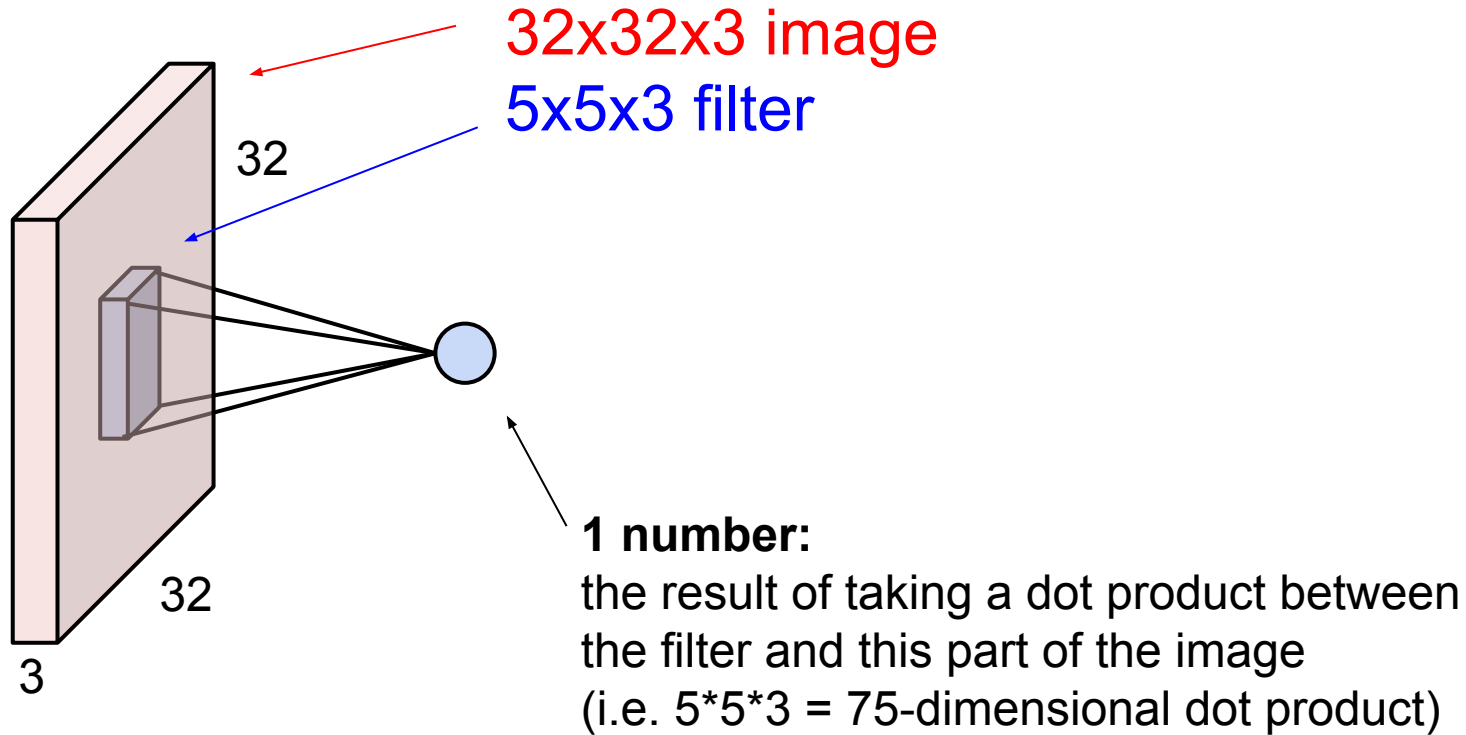 32x32x3 image
5x5x3 filter
32
32
3
1 number:
the result of taking a dot product between
the filter and this part of the image
(i.e. 5*5*3 = 75-dimensional dot product)